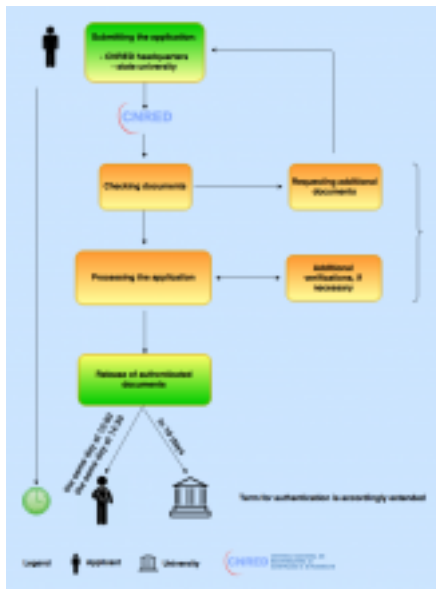 Submitting the application:
- CNRED headquarters
- state university
CNRED
Checking documents
Requesting additional
documents
Processing the application
Additional
verifications, if
necessary
Release of authenticated
documents
in 10 days
Term for authentication is accordingly extended
Legend
Applicant
University
CNRED